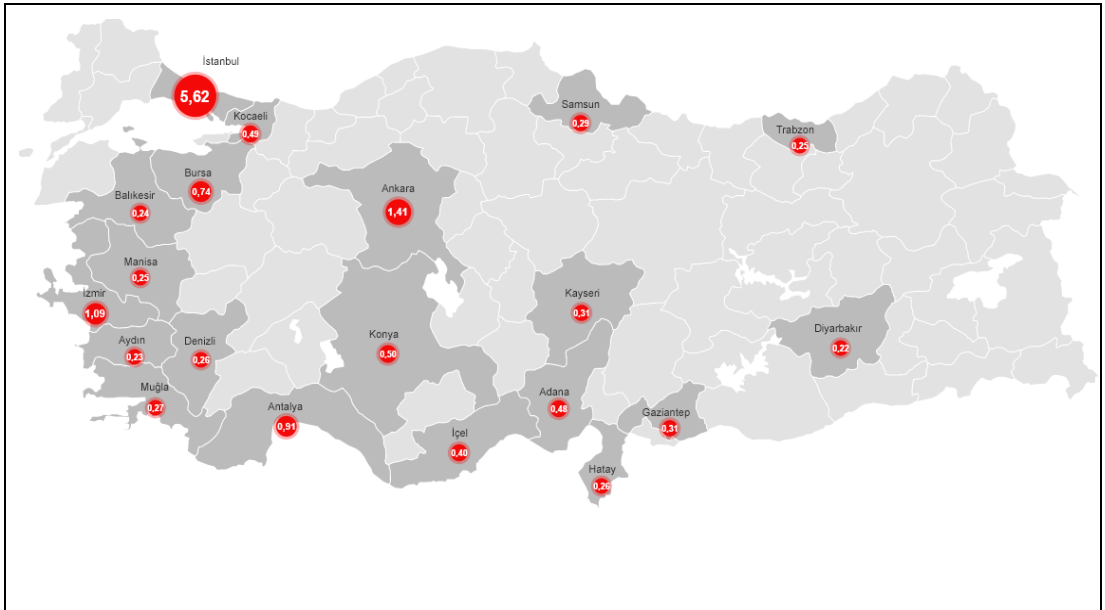 İstanbul
5,62
Kocaeli
0,49
Samsun
0,29
Trabzon
0,25
Bursa
0,74
Ankara
1,41
Balıkesir
0,24
Manisa
0,25
İzmir
1,09
Kayseri
0,31
Aydın
0,23
Denizli
0,26
Konya
0,50
Diyarbakır
0,22
Muğla
0,27
Antalya
0,91
Adana
0,48
Gaziantep
0,31
İçel
0,40
Hatay
0,26